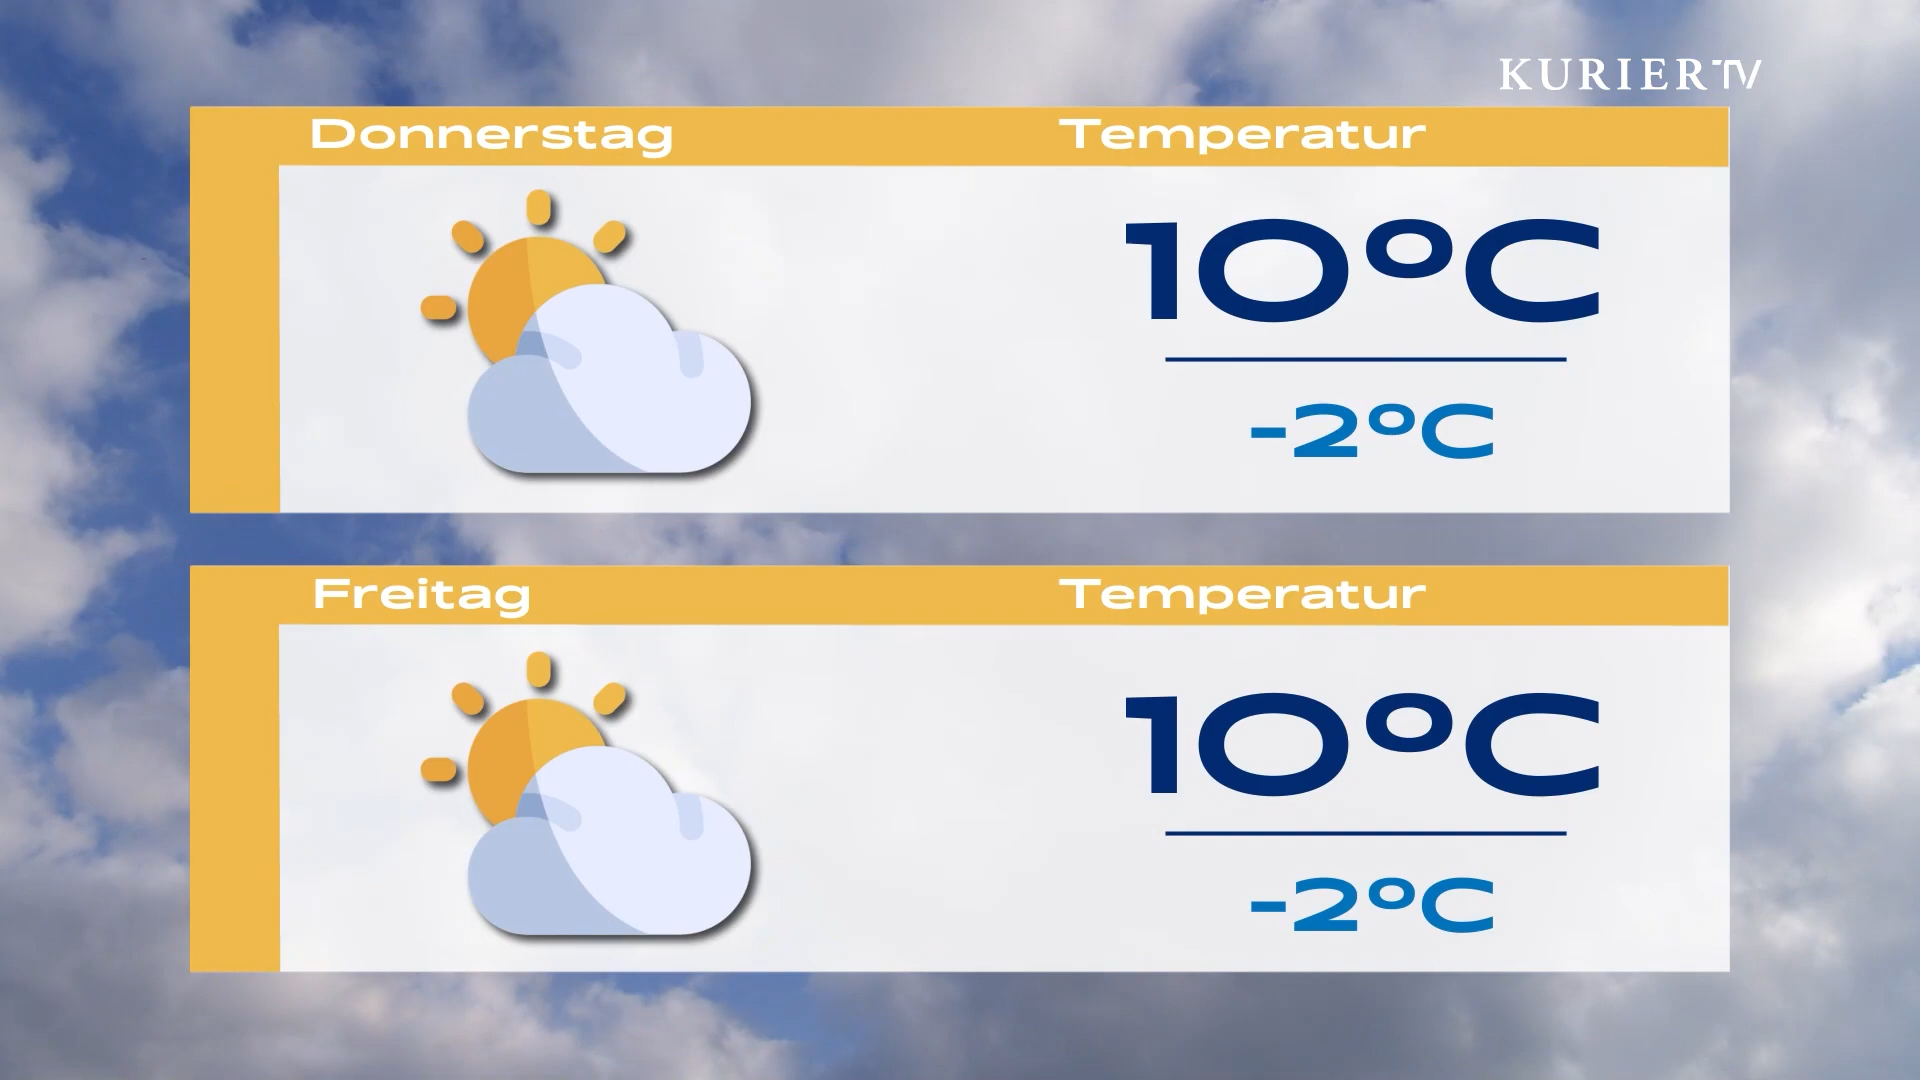 KURIER TV
Donnerstag Temperatur
10°C
-2°C
Freitag Temperatur
10°C
-2°C